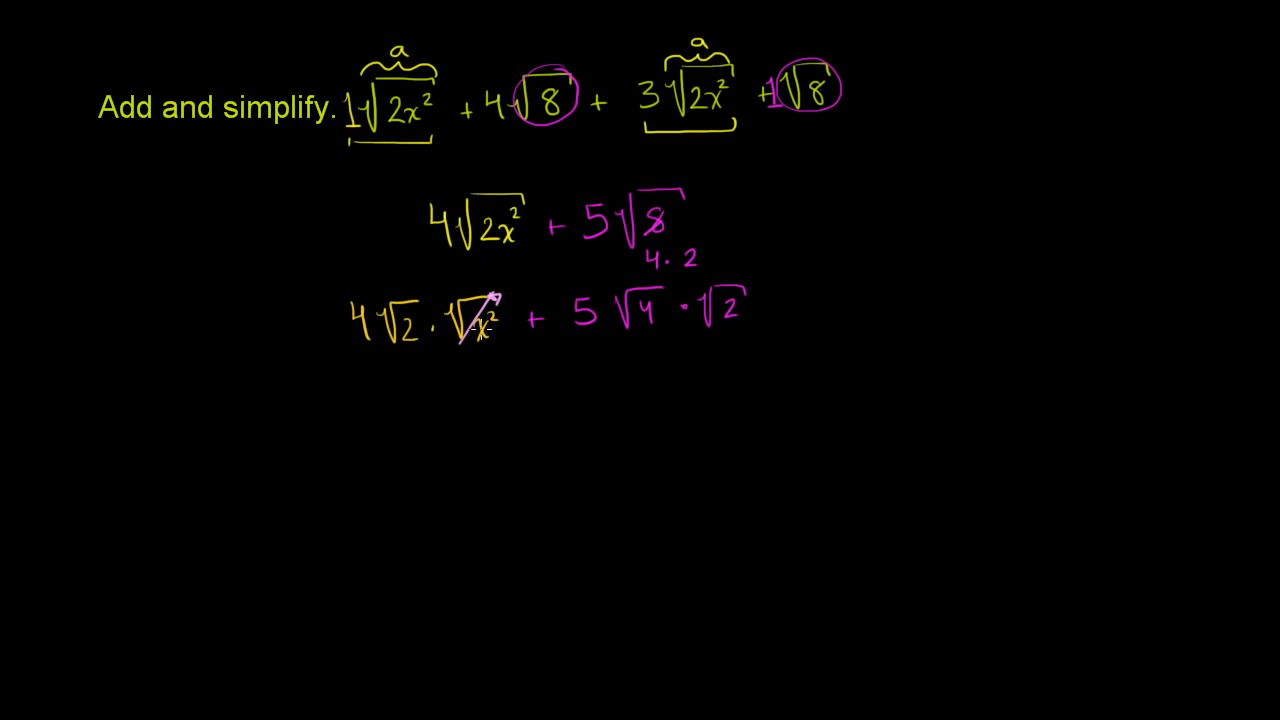 a a
Add and simplify. 1√2x² + 4√8 + 3√2x² + 1√8
4√2x² + 5√8
4 · 2
4√2 · √x² + 5 √4 · √2